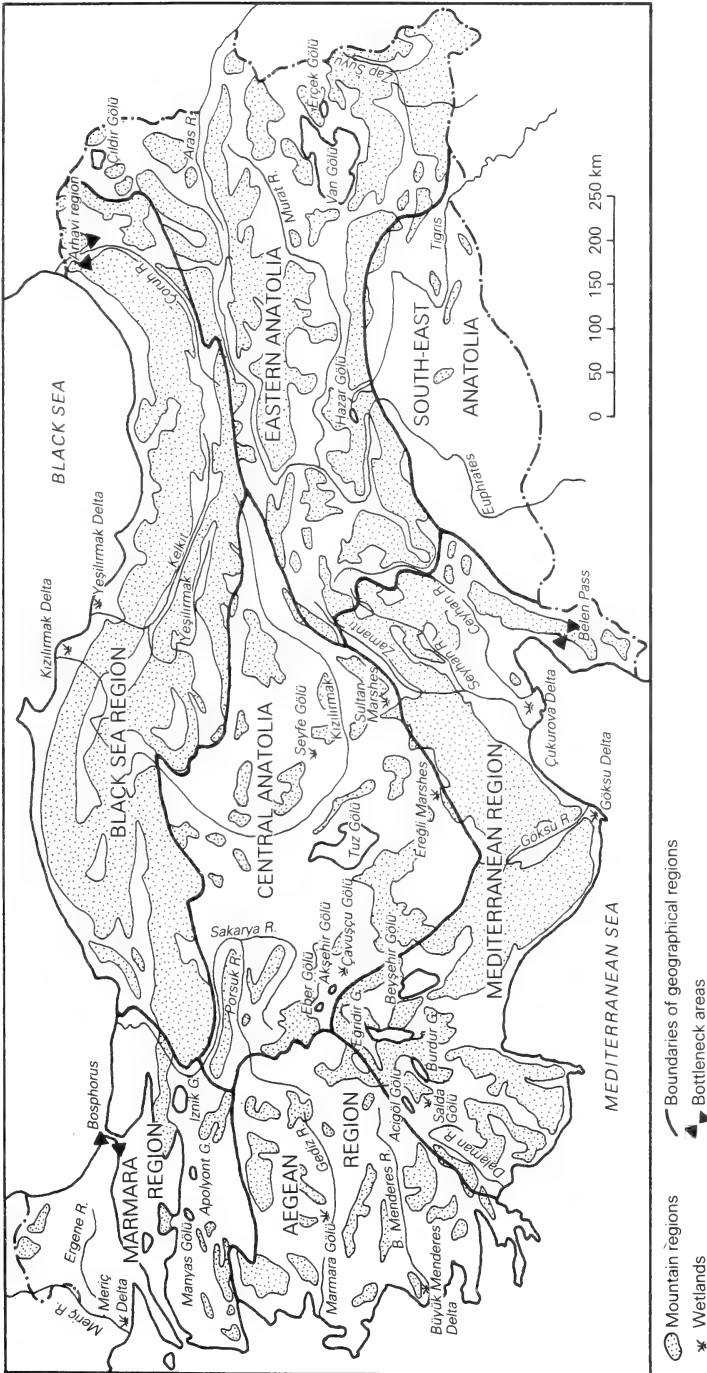 BLACK SEA
Kızılırmak Delta
Yeşilırmak Delta
Arhavi region
Çıldır Gölü
Çoruh R.
Aras R.
Kelkit
Yeşilırmak
BLACK SEA REGION
Bosphorus
Ergene R.
Meriç R.
Meriç
Delta
MARMARA
REGION
Manyas Gölü
Apolyont G.
Iznik G.
Sakarya R.
Porsuk R.
CENTRAL ANATOLIA
Seyfe Gölü
Kızılırmak
Sultan
Marshes
Tuz Gölü
Ereğli Marshes
Eber Gölü
Akşehir Gölü
Çavuşçu Gölü
EASTERN ANATOLIA
Murat R.
Van Gölü
Erçek Gölü
Zap Suyu
Hazar Gölü
SOUTH-EAST
ANATOLIA
Tigris
Euphrates
AEGEAN
REGION
Gediz R.
Marmara Gölü
B. Menderes R.
Büyük Menderes
Delta
Acıgöl Gölü
Salda
Gölü
Burdur G.
Eğridir G.
Beyşehir Gölü
Dalaman R.
MEDITERRANEAN REGION
Göksu R.
Göksu Delta
Zamantı
Seyhan R.
Ceyhan R.
Çukurova Delta
Belen Pass
MEDITERRANEAN SEA
0 50 100 150 200 250 km
Mountain regions
Wetlands
Boundaries of geographical regions
Bottleneck areas